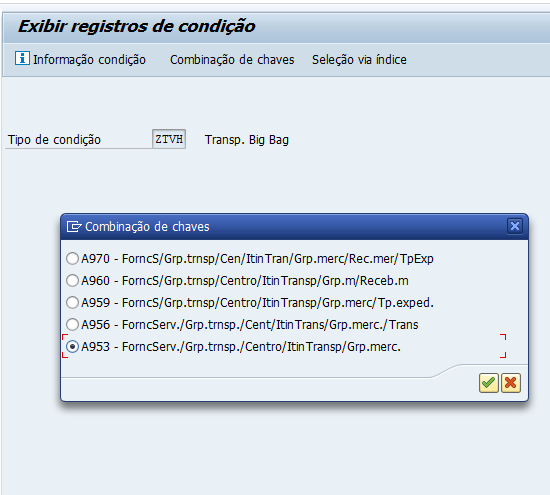 Exibir registros de condição
Informação condição Combinação de chaves Seleção via índice
Tipo de condição ZTVH Transp. Big Bag
Combinação de chaves
A970 - ForncS/Grp.trnsp/Cen/ItinTran/Grp.merc/Rec.mer/TpExp
A960 - ForncS/Grp.trnsp/Centro/ItinTransp/Grp.m/Receb.m
A959 - ForncS/Grp.trnsp/Centro/ItinTransp/Grp.merc/Tp.exped.
A956 - ForncServ./Grp.trnsp./Cent/ItinTrans/Grp.merc./Trans
A953 - ForncServ./Grp.trnsp./Centro/ItinTransp/Grp.merc.